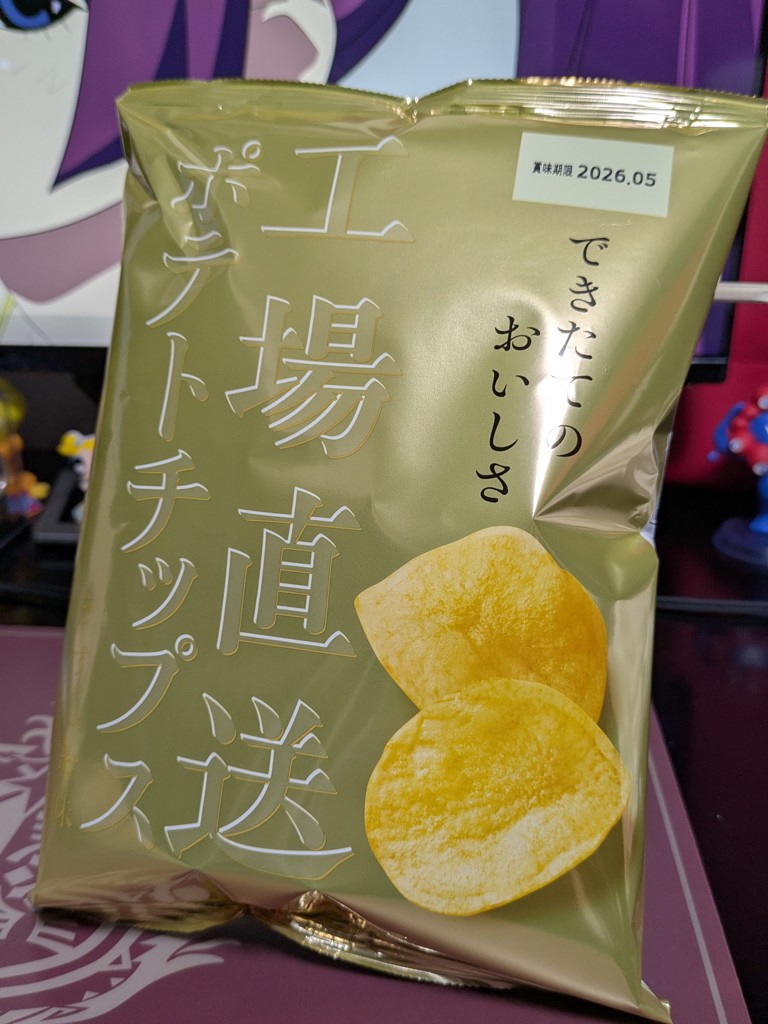 賞味期限 2026.05
できたての
おいしさ
工場直送
ポテトチップス